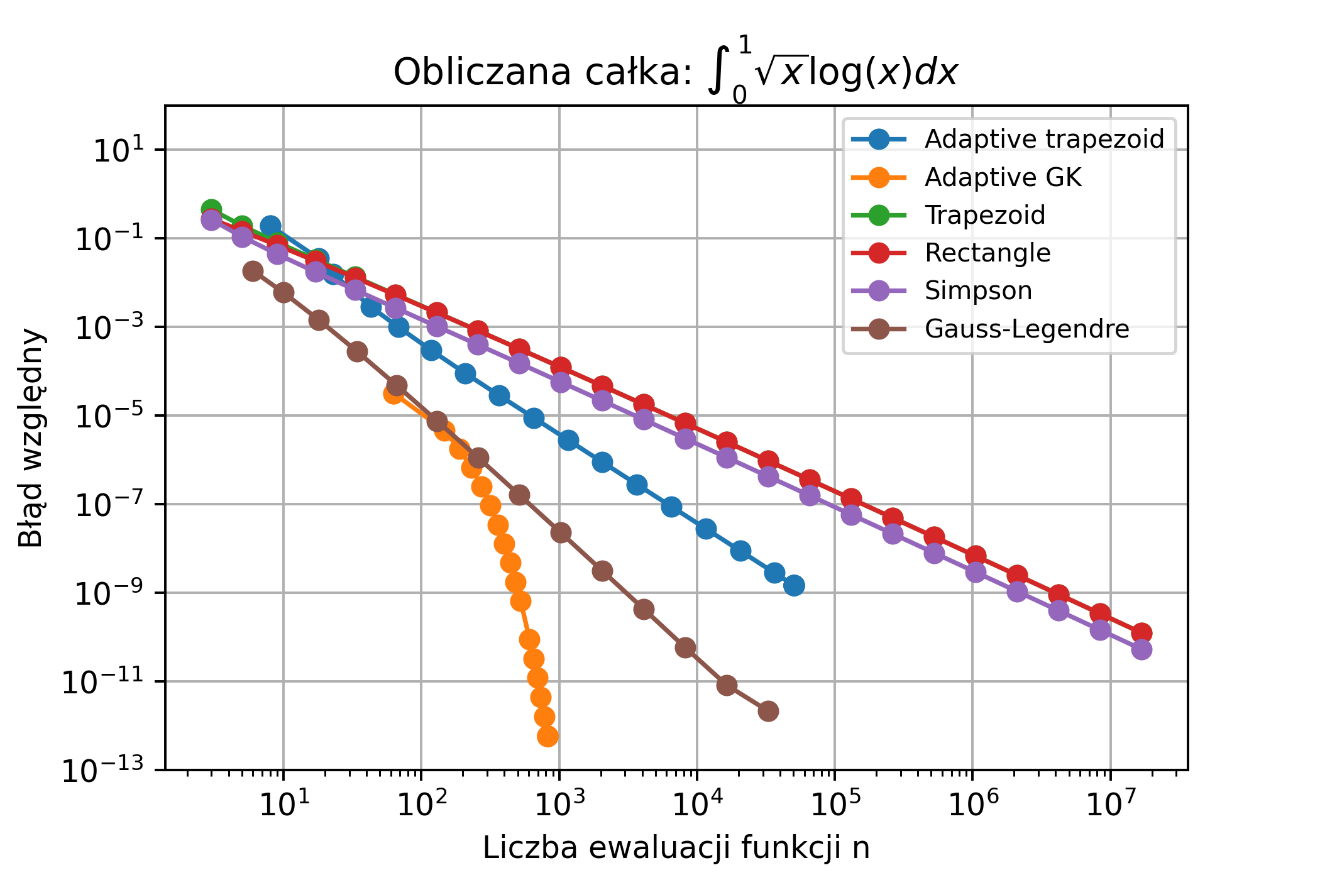 Obliczana całka: ∫₀¹ √x log(x)dx
10¹
10⁻¹
10⁻³
10⁻⁵
10⁻⁷
10⁻⁹
10⁻¹¹
10⁻¹³
Błąd względny
Adaptive trapezoid
Adaptive GK
Trapezoid
Rectangle
Simpson
Gauss-Legendre
10¹ 10² 10³ 10⁴ 10⁵ 10⁶ 10⁷
Liczba ewaluacji funkcji n